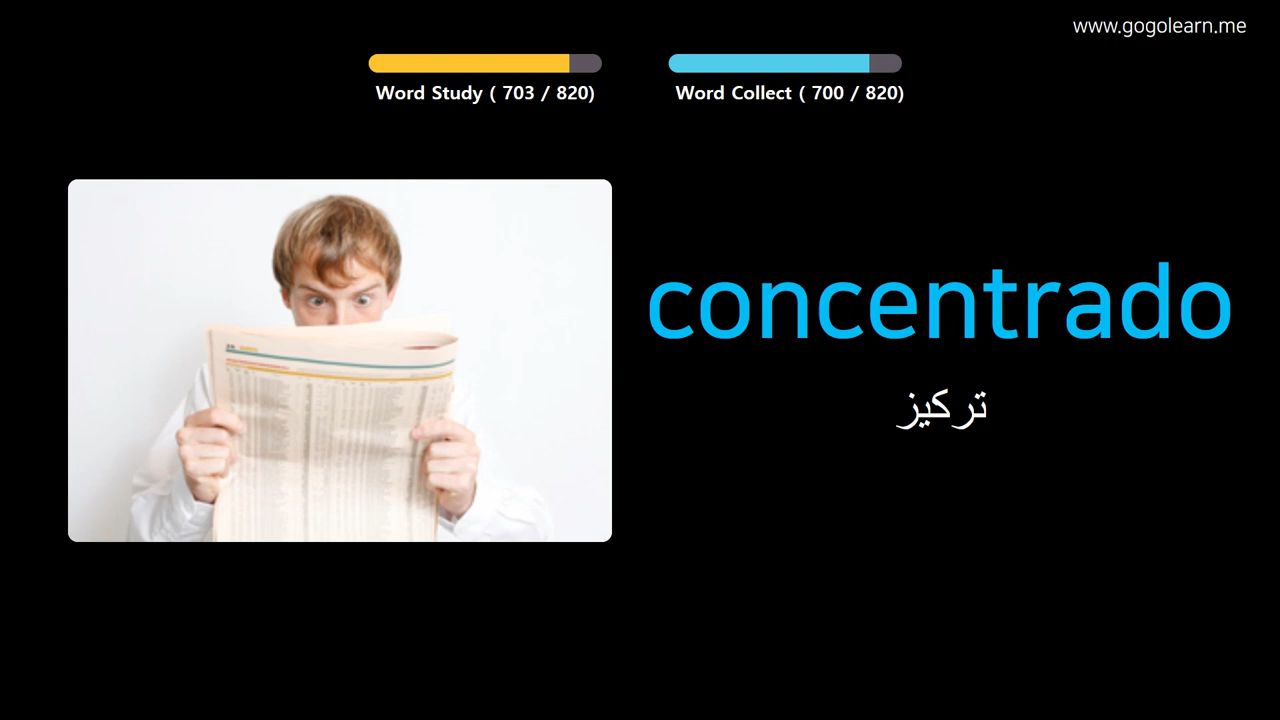 www.gogolearn.me
Word Study ( 703 / 820)
Word Collect ( 700 / 820)
concentrado
تركيز